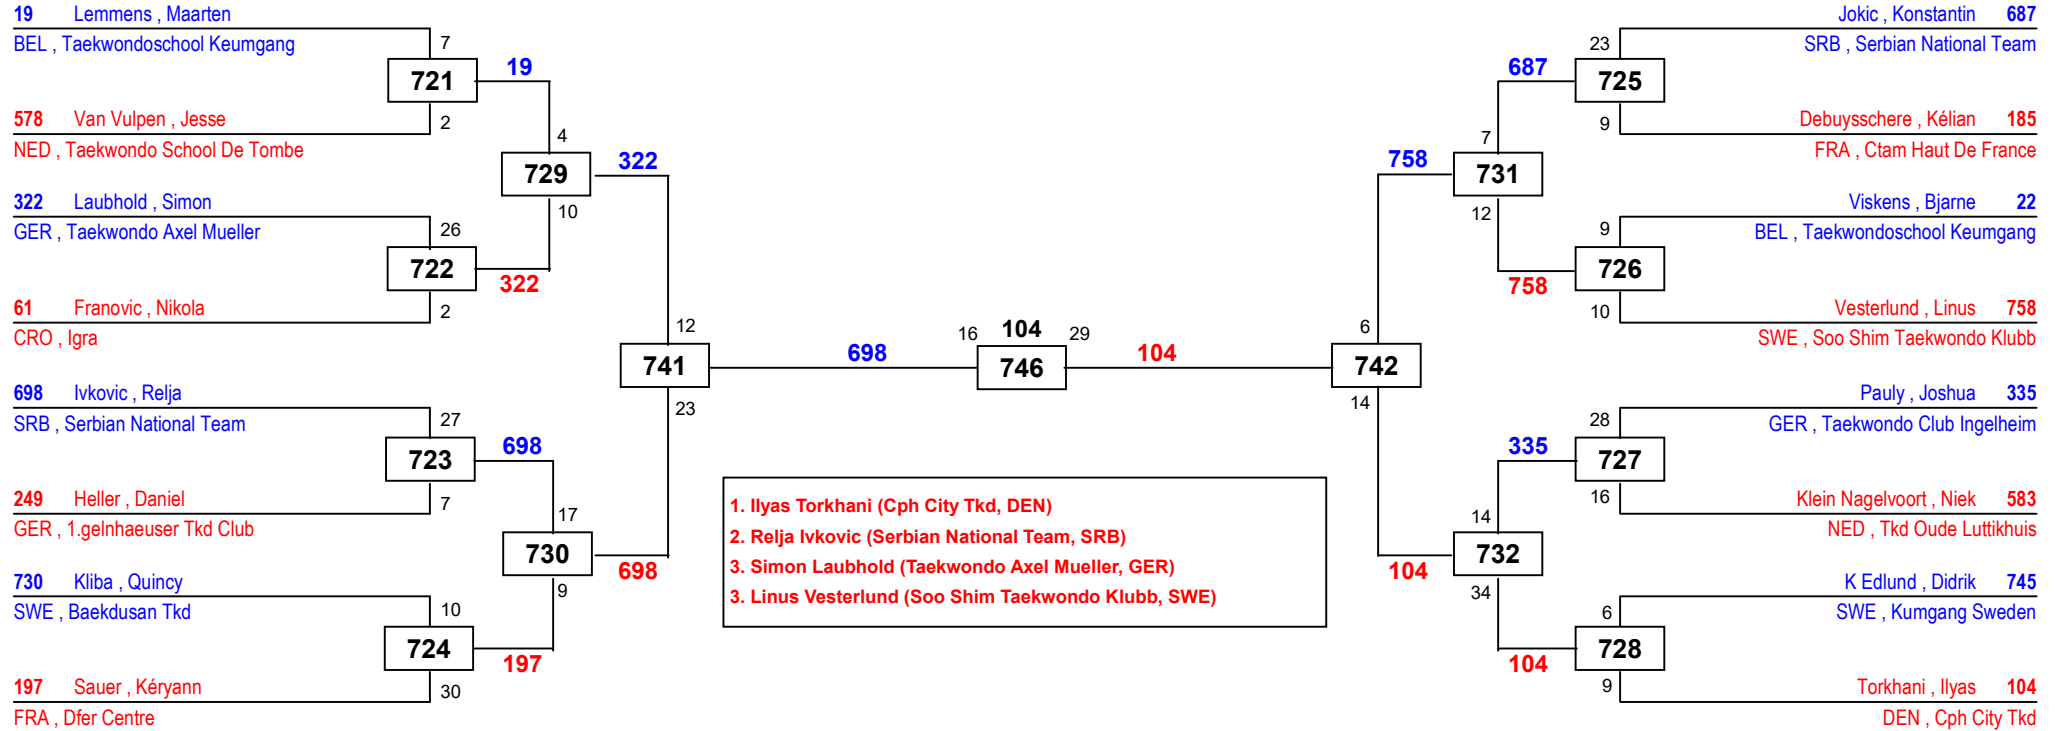 19 Lemmens , Maarten
BEL , Taekwondoschool Keumgang
7
721
19
578 Van Vulpen , Jesse
2
NED , Taekwondo School De Tombe
4
729
322
10
322 Laubhold , Simon
GER , Taekwondo Axel Mueller
26
722
322
61 Franovic , Nikola
2
CRO , Igra
12
741
698
23
698 Ivkovic , Relja
SRB , Serbian National Team
27
723
698
249 Heller , Daniel
7
GER , 1.gelnhaeuser Tkd Club
17
730
698
9
730 Kliba , Quincy
SWE , Baekdusan Tkd
10
724
197
197 Sauer , Kéryann
30
FRA , Dfer Centre
16 104 29
746
104
1. Ilyas Torkhani (Cph City Tkd, DEN)
2. Relja Ivkovic (Serbian National Team, SRB)
3. Simon Laubhold (Taekwondo Axel Mueller, GER)
3. Linus Vesterlund (Soo Shim Taekwondo Klubb, SWE)
Jokic , Konstantin 687
23
SRB , Serbian National Team
687
725
Debuysschere , Kélian 185
9
FRA , Ctam Haut De France
7
758
731
12
Viskens , Bjarne 22
9
BEL , Taekwondoschool Keumgang
726
758
Vesterlund , Linus 758
10
SWE , Soo Shim Taekwondo Klubb
6
742
14
Pauly , Joshua 335
28
GER , Taekwondo Club Ingelheim
335
727
Klein Nagelvoort , Niek 583
16
NED , Tkd Oude Luttikhuis
14
732
104
34
K Edlund , Didrik 745
6
SWE , Kumgang Sweden
728
104
Torkhani , Ilyas 104
9
DEN , Cph City Tkd